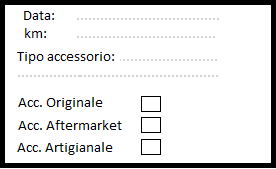 Data: ................................
km: ................................
Tipo accessorio: ................................
................................................................
Acc. Originale
Acc. Aftermarket
Acc. Artigianale